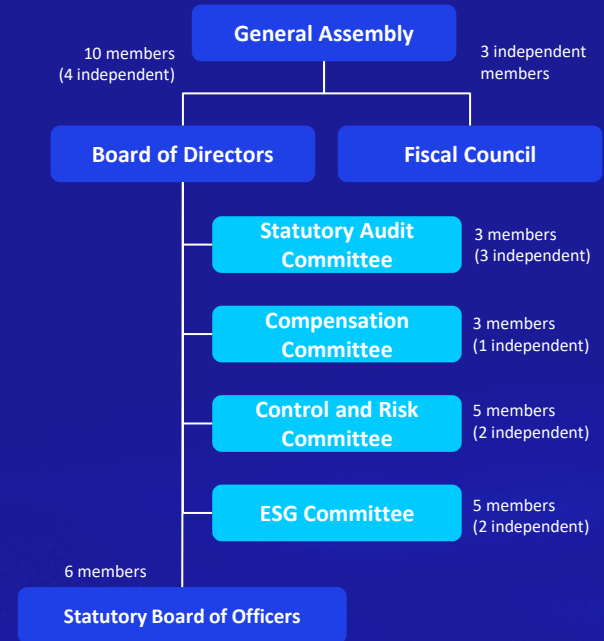 General Assembly
10 members
(4 independent)
3 independent
members
Board of Directors
Fiscal Council
Statutory Audit
Committee
3 members
(3 independent)
Compensation
Committee
3 members
(1 independent)
Control and Risk
Committee
5 members
(2 independent)
ESG Committee
5 members
(2 independent)
6 members
Statutory Board of Officers